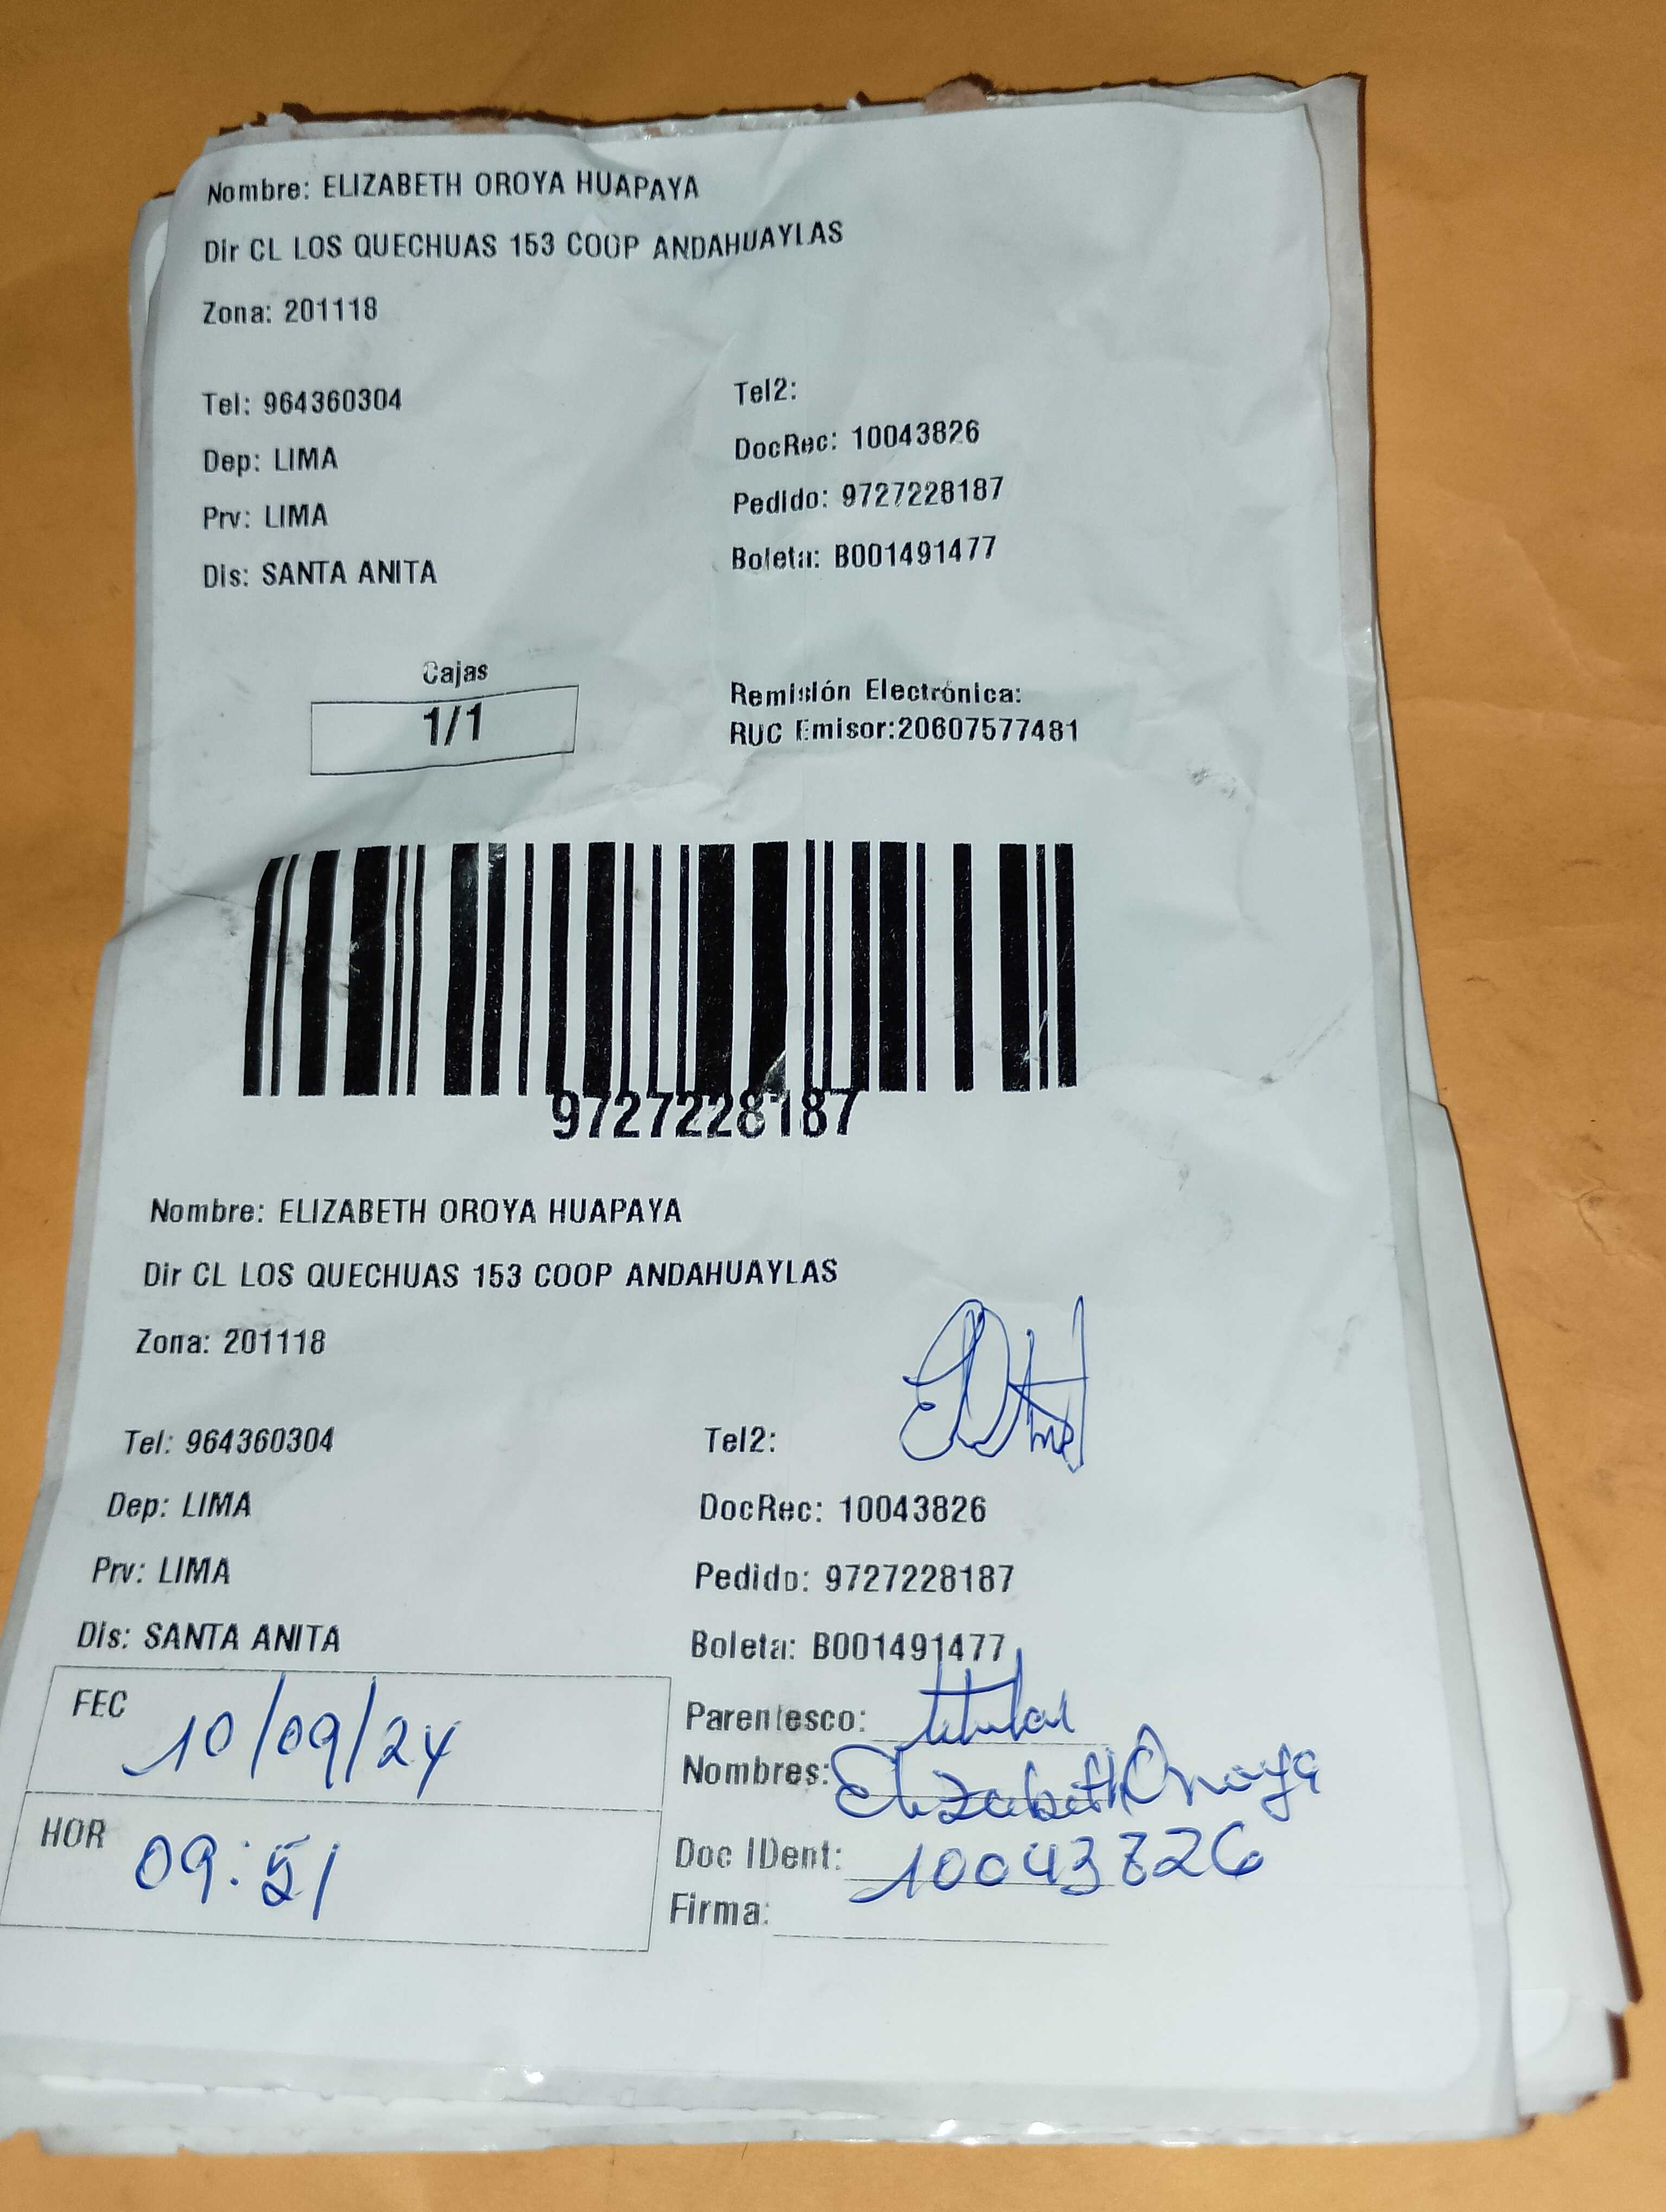 Nombre: ELIZABETH OROYA HUAPAYA
Dir CL LOS QUECHUAS 153 COOP ANDAHUAYLAS
Zona: 201118
Tel: 964360304
Tel2:
Dep: LIMA
DocRec: 10043826
Prv: LIMA
Pedido: 9727228187
Dis: SANTA ANITA
Boleta: B001491477
Cajas
1/1
Remisión Electrónica:
RUC Emisor:20607577481
9727228187
Nombre: ELIZABETH OROYA HUAPAYA
Dir CL LOS QUECHUAS 153 COOP ANDAHUAYLAS
Zona: 201118
Tel: 964360304
Tel2:
Dep: LIMA
DocRec: 10043826
Prv: LIMA
Pedido: 9727228187
Dis: SANTA ANITA
Boleta: B001491477
FEC 10/09/24
Parentesco: titular
Nombres: Elizabeth Oroya
HOR 09:51
Doc IDent: 10043826
Firma: